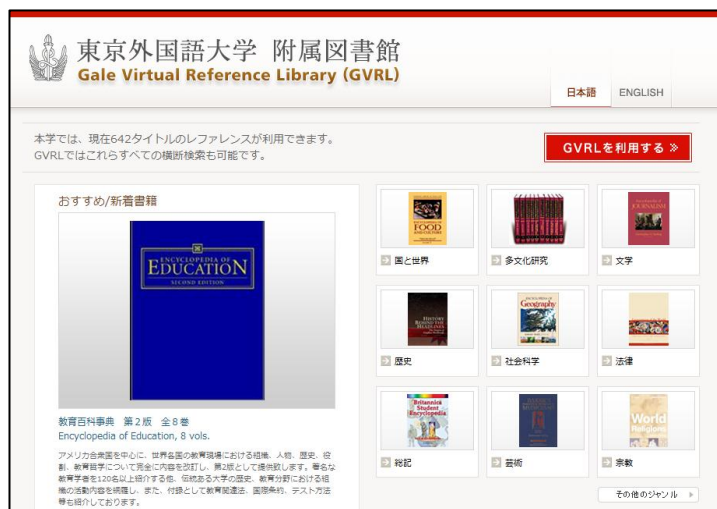 東京外国語大学 附属図書館
Gale Virtual Reference Library (GVRL)
日本語 ENGLISH
本学では、現在642タイトルのレファレンスが利用できます。
GVRLではこれらすべての横断検索も可能です。
GVRLを利用する »
おすすめ/新着書籍
ENCYCLOPEDIA OF
EDUCATION
SECOND EDITION
教育百科事典 第2版 全8巻
Encyclopedia of Education, 8 vols.
アメリカ合衆国を中心に、世界各国の教育現場における組織、人物、歴史、役
割、教育哲学について完全に内容を改訂し、第2版として提供致します。著名な
教育学者を120名以上紹介する他、伝統ある大学の歴史、教育分野における組
織の活動内容を網羅し、また、付録として教育関連法、国際条約、テスト方法
等も紹介しております。
FOOD
AND CULTURE
国と世界
多文化研究
JOURNALISM
文学
HISTORY
BEHIND THE
HEADLINES
歴史
Geography
社会科学
法律
Britannica
Student
Encyclopedia
総記
芸術
World
Religions
宗教
その他のジャンル